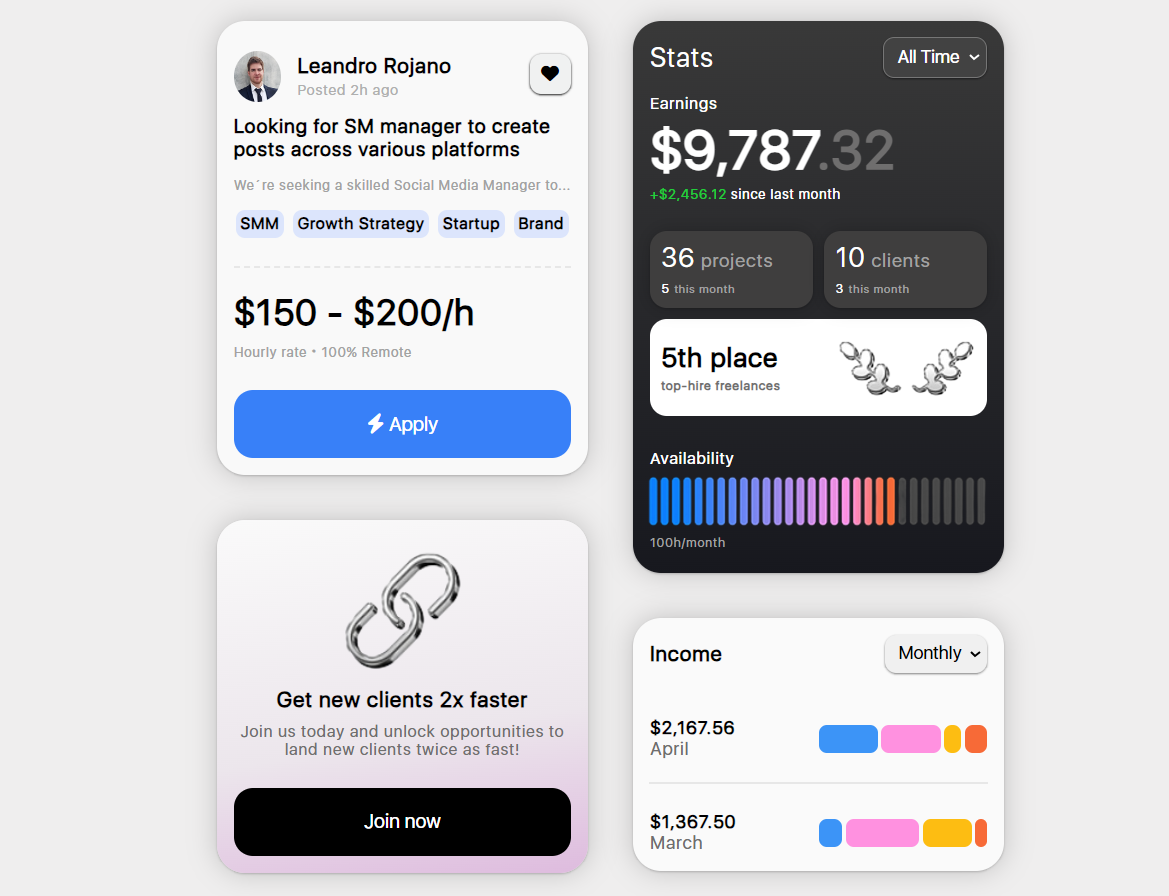 Leandro Rojano
Posted 2h ago
Looking for SM manager to create
posts across various platforms
We´re seeking a skilled Social Media Manager to...
SMM Growth Strategy Startup Brand
$150 - $200/h
Hourly rate • 100% Remote
Apply
Get new clients 2x faster
Join us today and unlock opportunities to
land new clients twice as fast!
Join now
Stats
All Time
Earnings
$9,787.32
+$2,456.12 since last month
36 projects
5 this month
10 clients
3 this month
5th place
top-hire freelances
Availability
100h/month
Income
Monthly
$2,167.56
April
$1,367.50
March